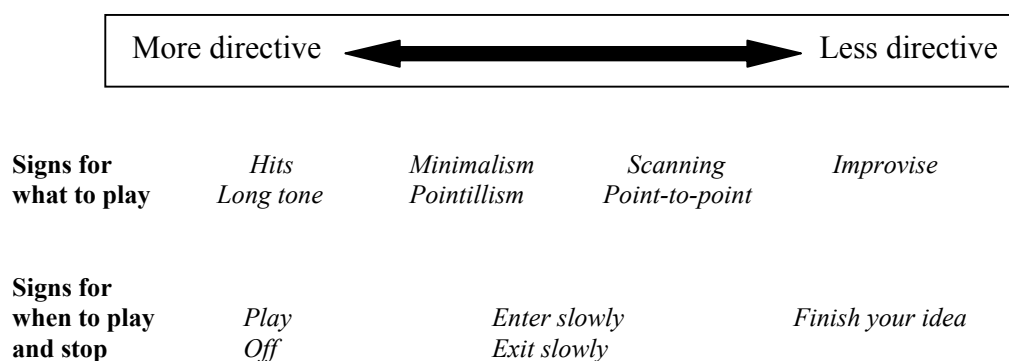 More directive Less directive
Signs for Hits Minimalism Scanning Improvise
what to play Long tone Pointillism Point-to-point
Signs for
when to play Play Enter slowly Finish your idea
and stop Off Exit slowly